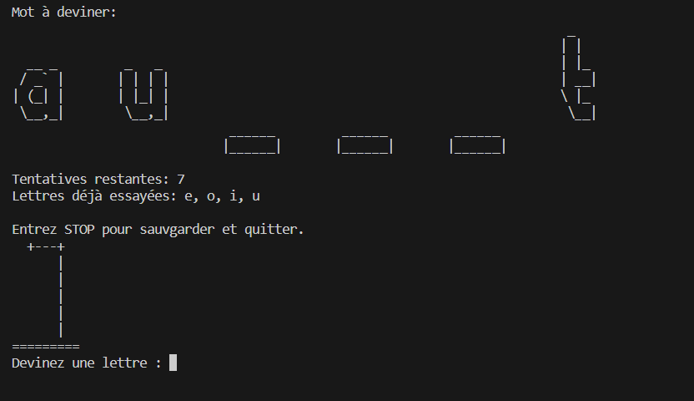 Mot à deviner:
a u _ _ _ t
Tentatives restantes: 7
Lettres déjà essayées: e, o, i, u
Entrez STOP pour sauvgarder et quitter.
+---+
|
|
|
|
|
=========
Devinez une lettre :